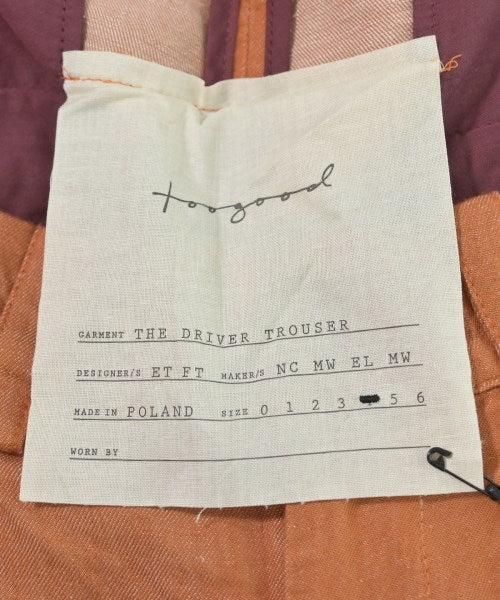 toogood
GARMENT THE DRIVER TROUSER
DESIGNER/S ET FT MAKER/S NC MW EL MW
MADE IN POLAND SIZE 0 1 2 3 5 6
WORN BY